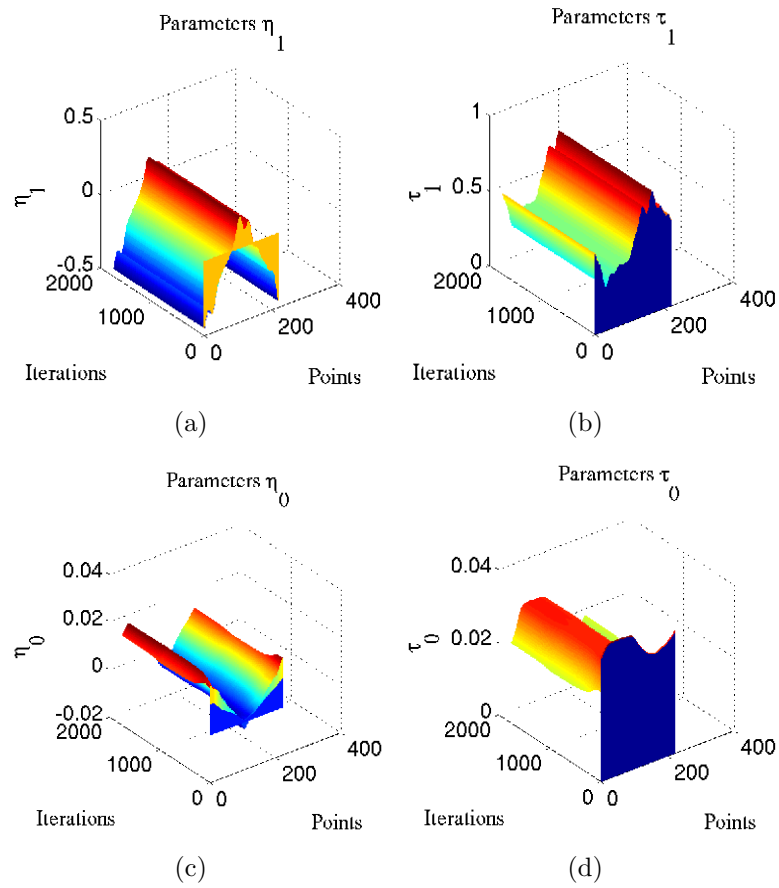 Parameters η1
Parameters τ1
0.5
0
-0.5
η1
2000
1000
0
0
200
400
Iterations
Points
1
0.5
0
τ1
2000
1000
0
0
200
400
Iterations
Points
(a)
(b)
Parameters η0
Parameters τ0
0.04
0.02
0
-0.02
η0
2000
1000
0
0
200
400
Iterations
Points
0.04
0.02
0
τ0
2000
1000
0
0
200
400
Iterations
Points
(c)
(d)